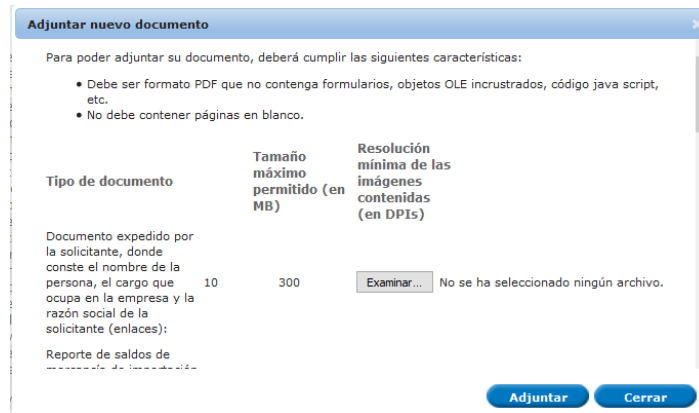 Adjuntar nuevo documento
Para poder adjuntar su documento, deberá cumplir las siguientes características:
• Debe ser formato PDF que no contenga formularios, objetos OLE incrustrados, código java script,
etc.
• No debe contener páginas en blanco.
Tipo de documento
Tamaño
máximo
permitido (en
MB)
Resolución
mínima de las
imágenes
contenidas
(en DPIs)
Documento expedido por
la solicitante, donde
conste el nombre de la
persona, el cargo que
ocupa en la empresa y la
razón social de la
solicitante (enlaces):
10 300 Examinar... No se ha seleccionado ningún archivo.
Reporte de saldos de
mercancía de importación
Adjuntar Cerrar